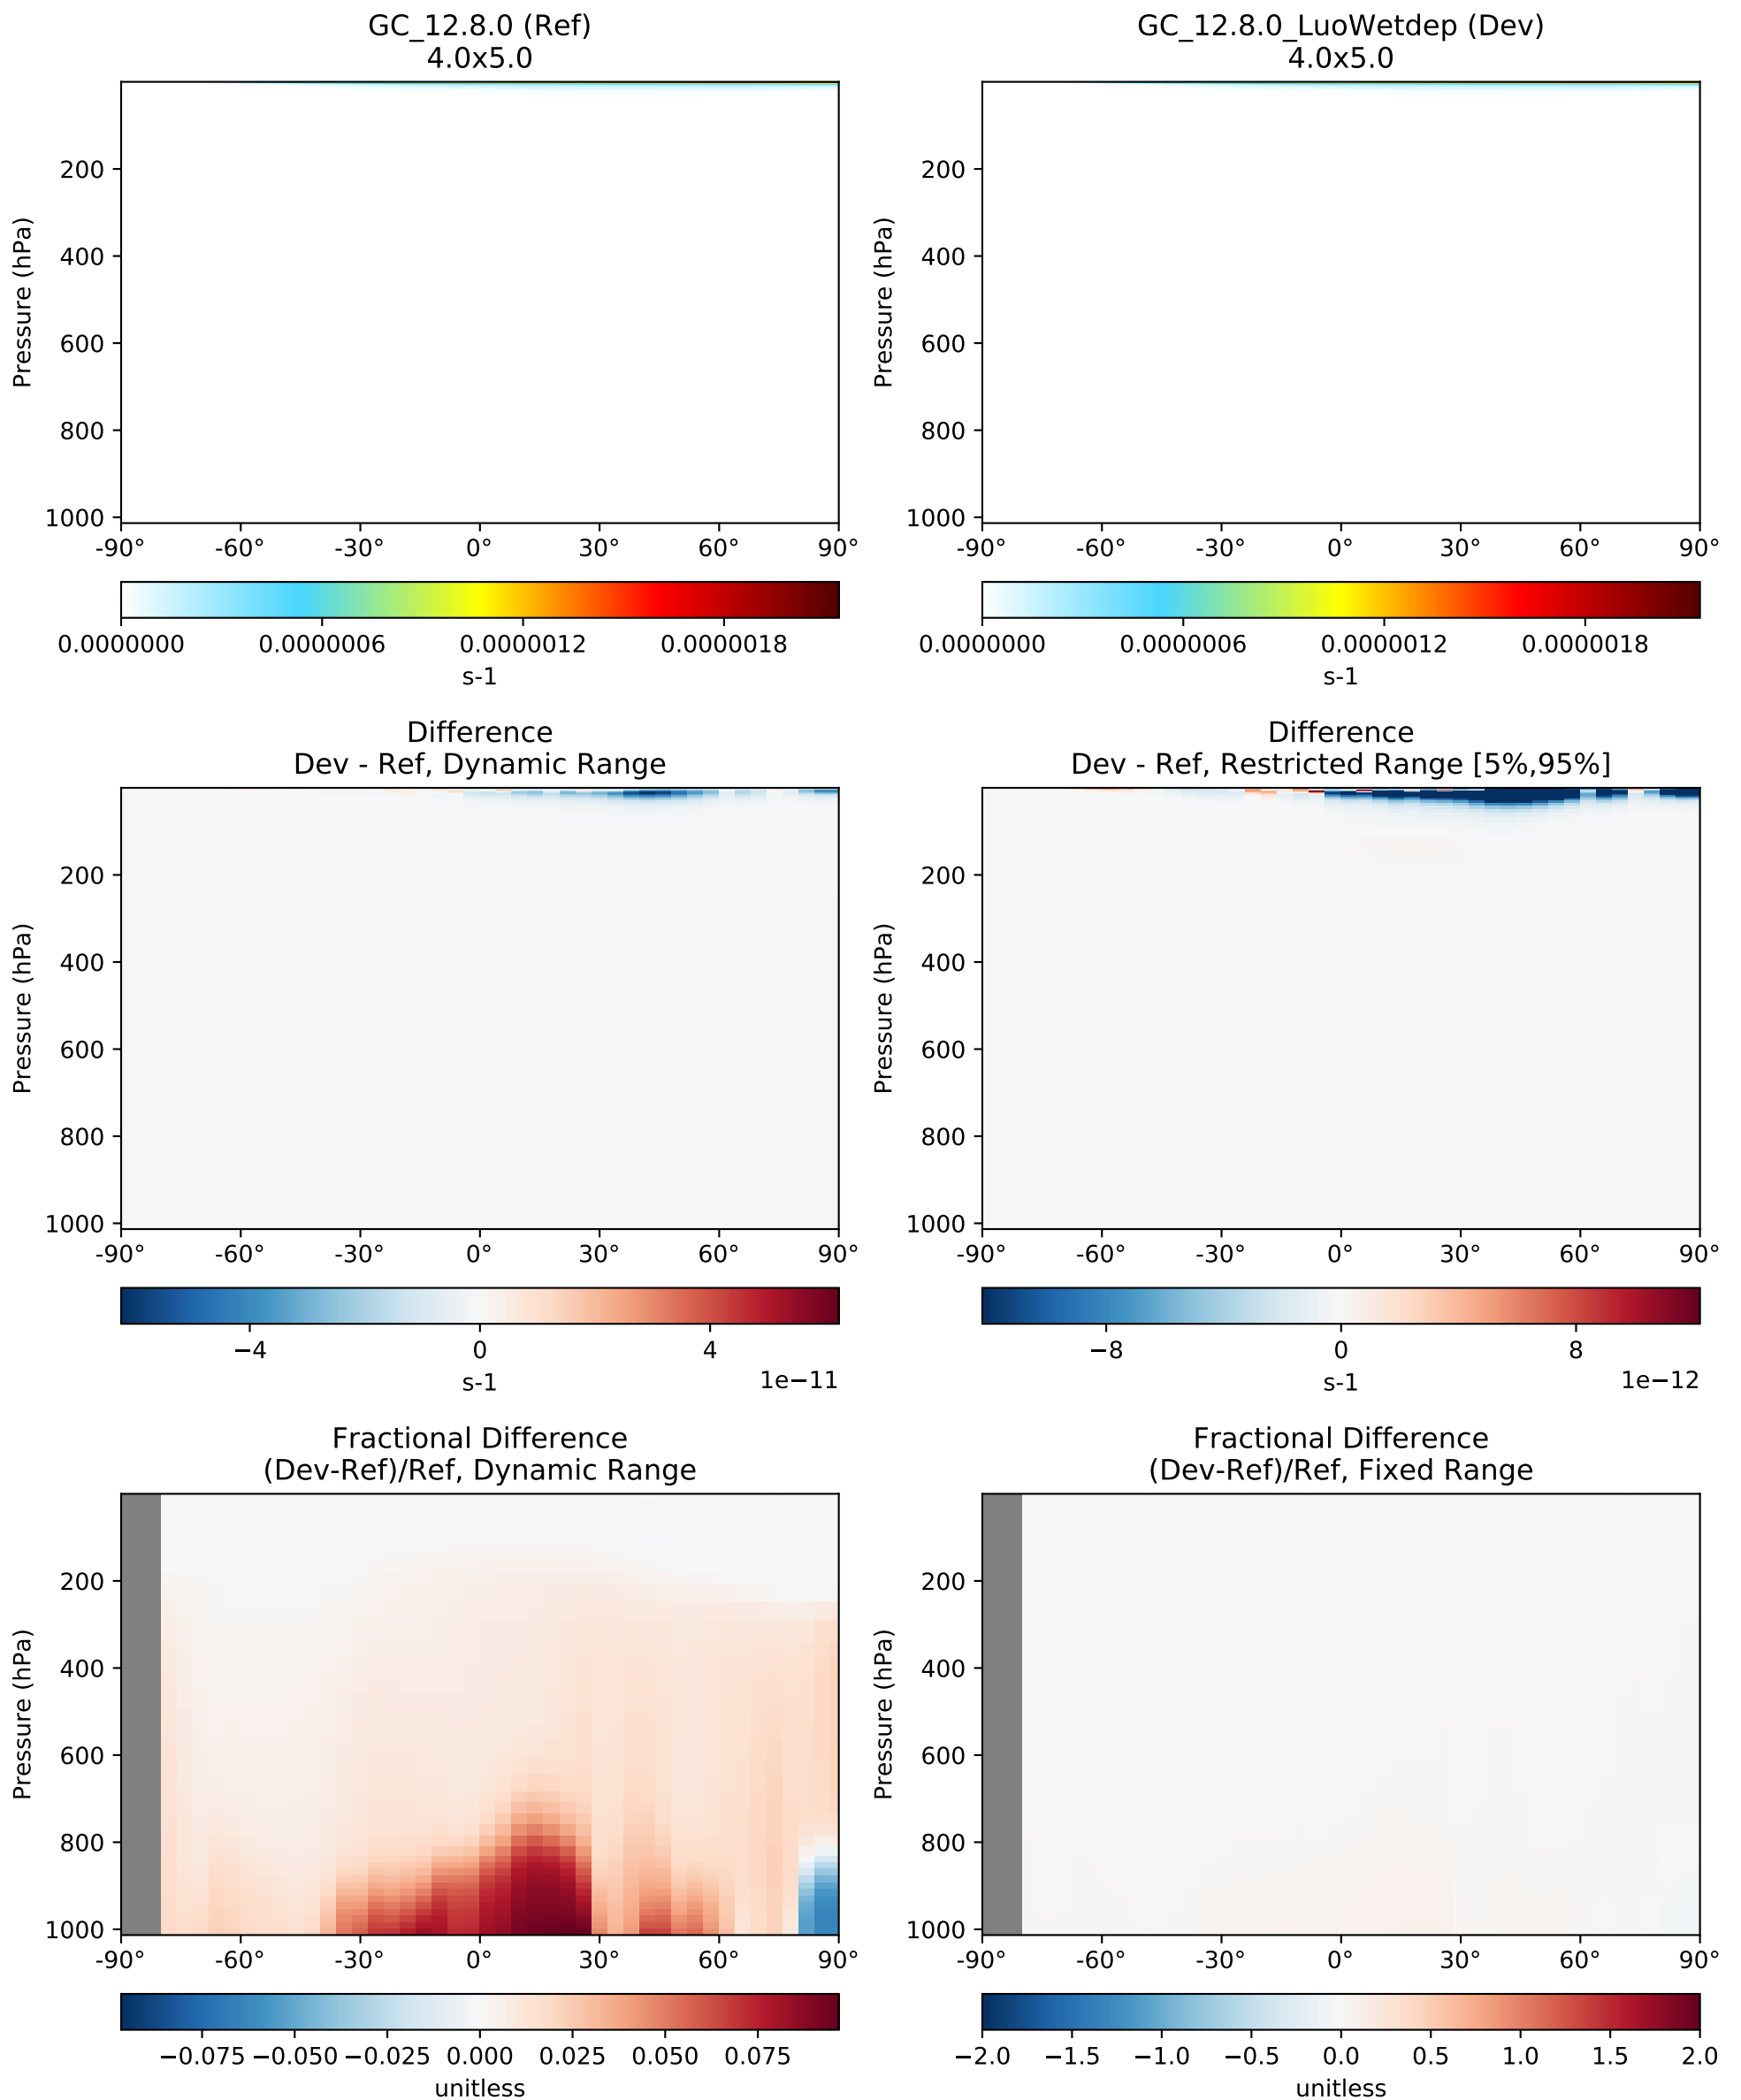 GC_12.8.0 (Ref)
4.0x5.0
Pressure (hPa)
200
400
600
800
1000
-90° -60° -30° 0° 30° 60° 90°
0.0000000 0.0000006 0.0000012 0.0000018
s-1
GC_12.8.0_LuoWetdep (Dev)
4.0x5.0
Pressure (hPa)
200
400
600
800
1000
-90° -60° -30° 0° 30° 60° 90°
0.0000000 0.0000006 0.0000012 0.0000018
s-1
Difference
Dev - Ref, Dynamic Range
Pressure (hPa)
200
400
600
800
1000
-90° -60° -30° 0° 30° 60° 90°
−4 0 4
s-1
1e−11
Difference
Dev - Ref, Restricted Range [5%,95%]
Pressure (hPa)
200
400
600
800
1000
-90° -60° -30° 0° 30° 60° 90°
−8 0 8
s-1
1e−12
Fractional Difference
(Dev-Ref)/Ref, Dynamic Range
Pressure (hPa)
200
400
600
800
1000
-90° -60° -30° 0° 30° 60° 90°
−0.075 −0.050 −0.025 0.000 0.025 0.050 0.075
unitless
Fractional Difference
(Dev-Ref)/Ref, Fixed Range
Pressure (hPa)
200
400
600
800
1000
-90° -60° -30° 0° 30° 60° 90°
−2.0 −1.5 −1.0 −0.5 0.0 0.5 1.0 1.5 2.0
unitless